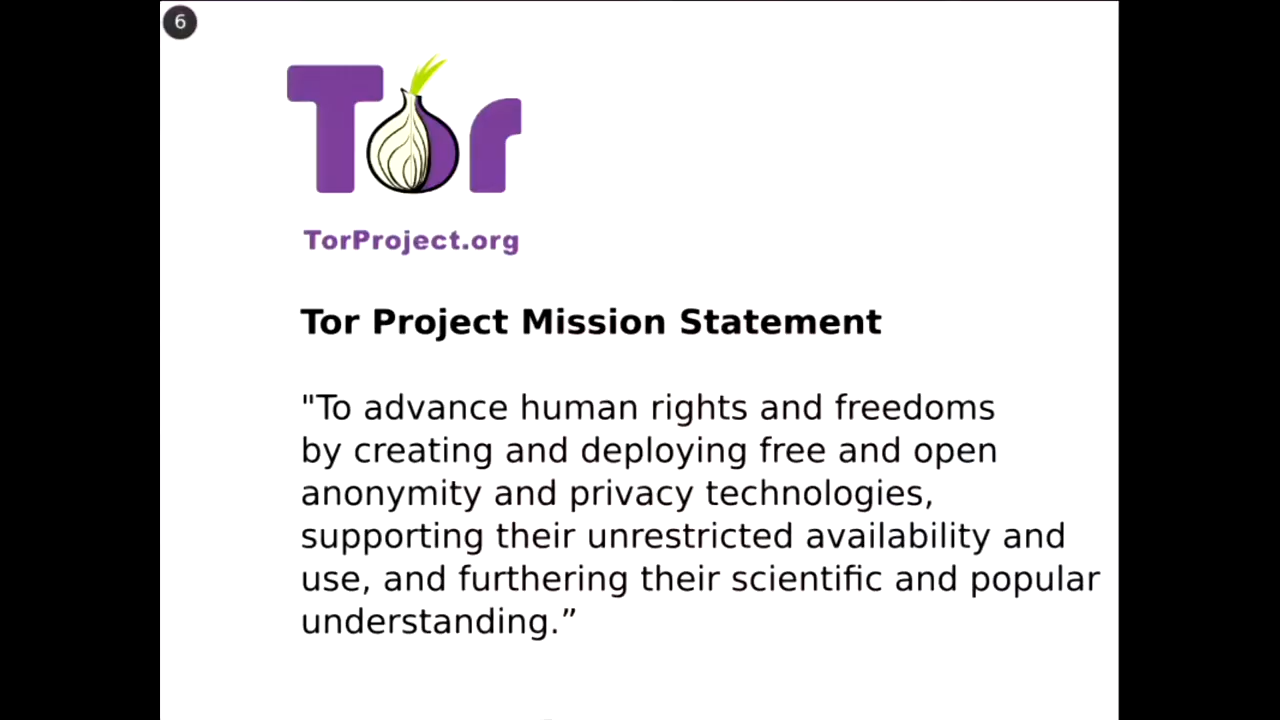 6
Tor
TorProject.org
Tor Project Mission Statement
"To advance human rights and freedoms
by creating and deploying free and open
anonymity and privacy technologies,
supporting their unrestricted availability and
use, and furthering their scientific and popular
understanding.”